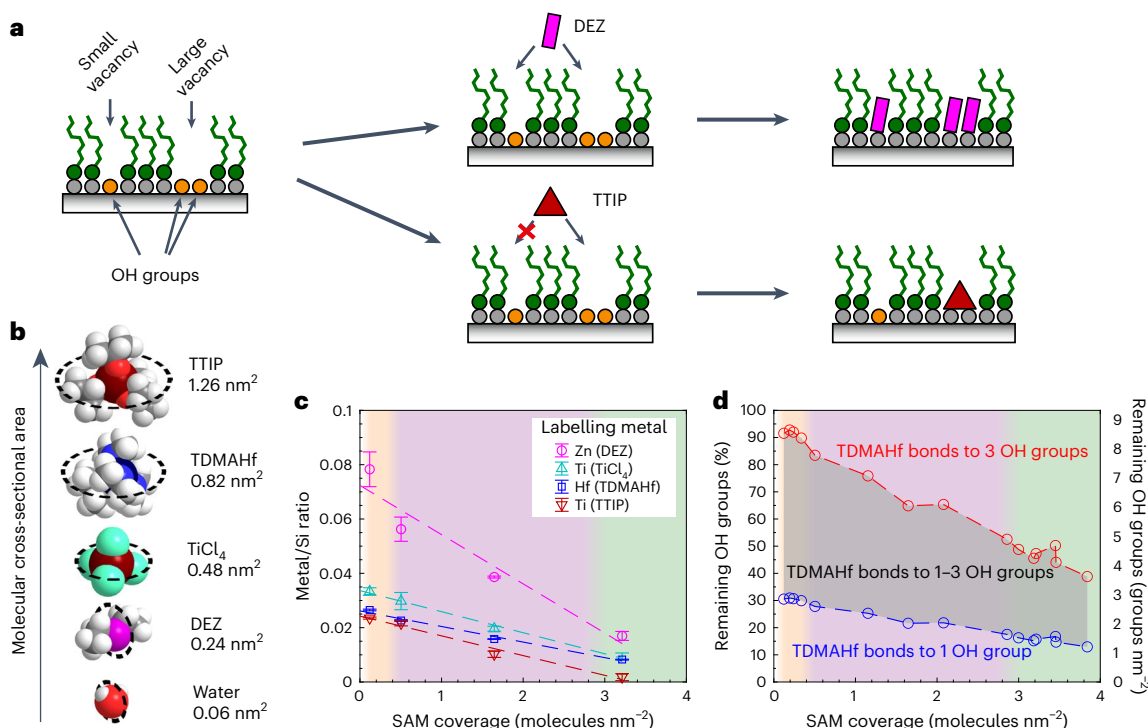 a
Small
vacancy
Large
vacancy
OH groups
DEZ
TTIP
b
Molecular cross-sectional area
TTIP
1.26 nm²
TDMAHf
0.82 nm²
TiCl₄
0.48 nm²
DEZ
0.24 nm²
Water
0.06 nm²
c
Metal/Si ratio
0.1
0.08
0.06
0.04
0.02
0
0 1 2 3 4
SAM coverage (molecules nm⁻²)
Labelling metal
Zn (DEZ)
Ti (TiCl₄)
Hf (TDMAHf)
Ti (TTIP)
d
Remaining OH groups (%)
100
90
80
70
60
50
40
30
20
10
0
TDMAHf bonds to 3 OH groups
TDMAHf bonds to 1–3 OH groups
TDMAHf bonds to 1 OH group
0 1 2 3 4
SAM coverage (molecules nm⁻²)
9
8
7
6
5
4
3
2
1
0
Remaining OH groups (groups nm⁻²)